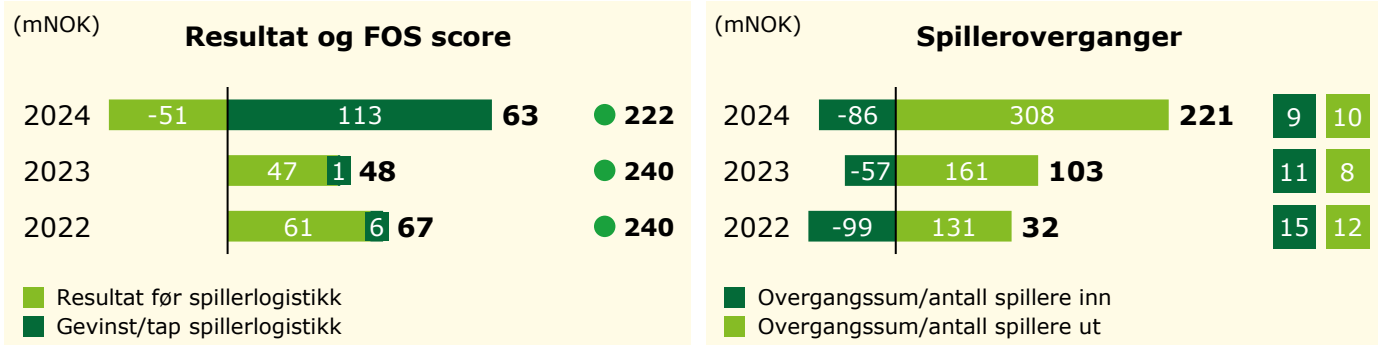 (mNOK)
Resultat og FOS score
2024 -51 113 63 222
2023 47 1 48 240
2022 61 6 67 240
Resultat før spillerlogistikk
Gevinst/tap spillerlogistikk
(mNOK)
Spilleroverganger
2024 -86 308 221 9 10
2023 -57 161 103 11 8
2022 -99 131 32 15 12
Overgangssum/antall spillere inn
Overgangssum/antall spillere ut